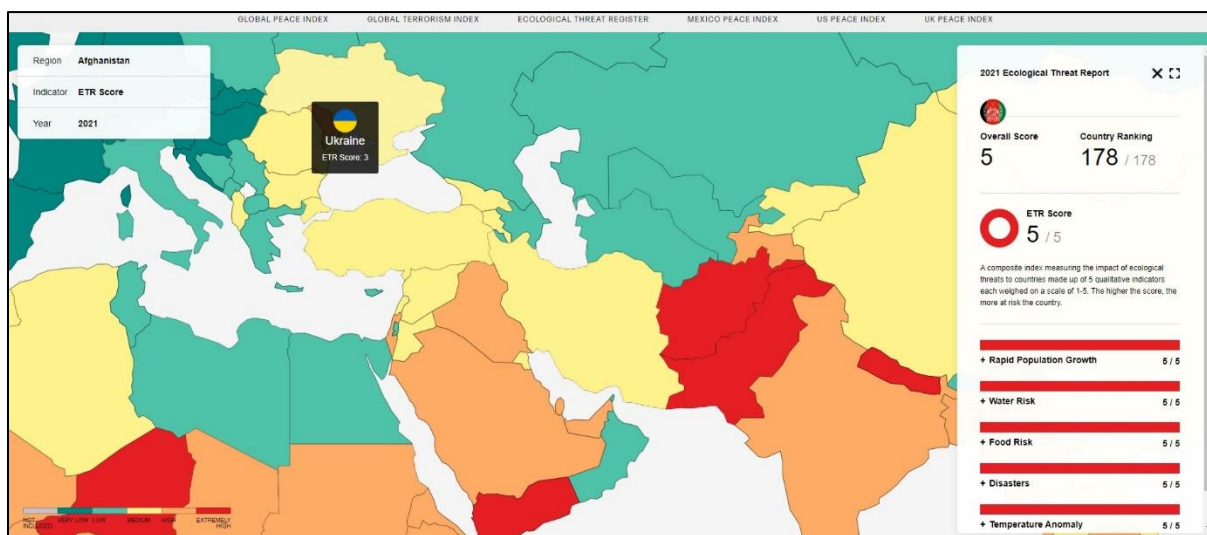 GLOBAL PEACE INDEX GLOBAL TERRORISM INDEX ECOLOGICAL THREAT REGISTER MEXICO PEACE INDEX US PEACE INDEX UK PEACE INDEX
Region Afghanistan
Indicator ETR Score
Year 2021
Ukraine
ETR Score: 3
2021 Ecological Threat Report
Overall Score Country Ranking
5 178 / 178
ETR Score
5 / 5
A composite index measuring the impact of ecological
threats to countries made up of 5 qualitative indicators
each weighed on a scale of 1-5. The higher the score, the
more at risk the country.
+ Rapid Population Growth 5 / 5
+ Water Risk 5 / 5
+ Food Risk 5 / 5
+ Disasters 5 / 5
+ Temperature Anomaly 5 / 5
NOT VERY LOW LOW MEDIUM HIGH EXTREMELY
INCLUDED HIGH